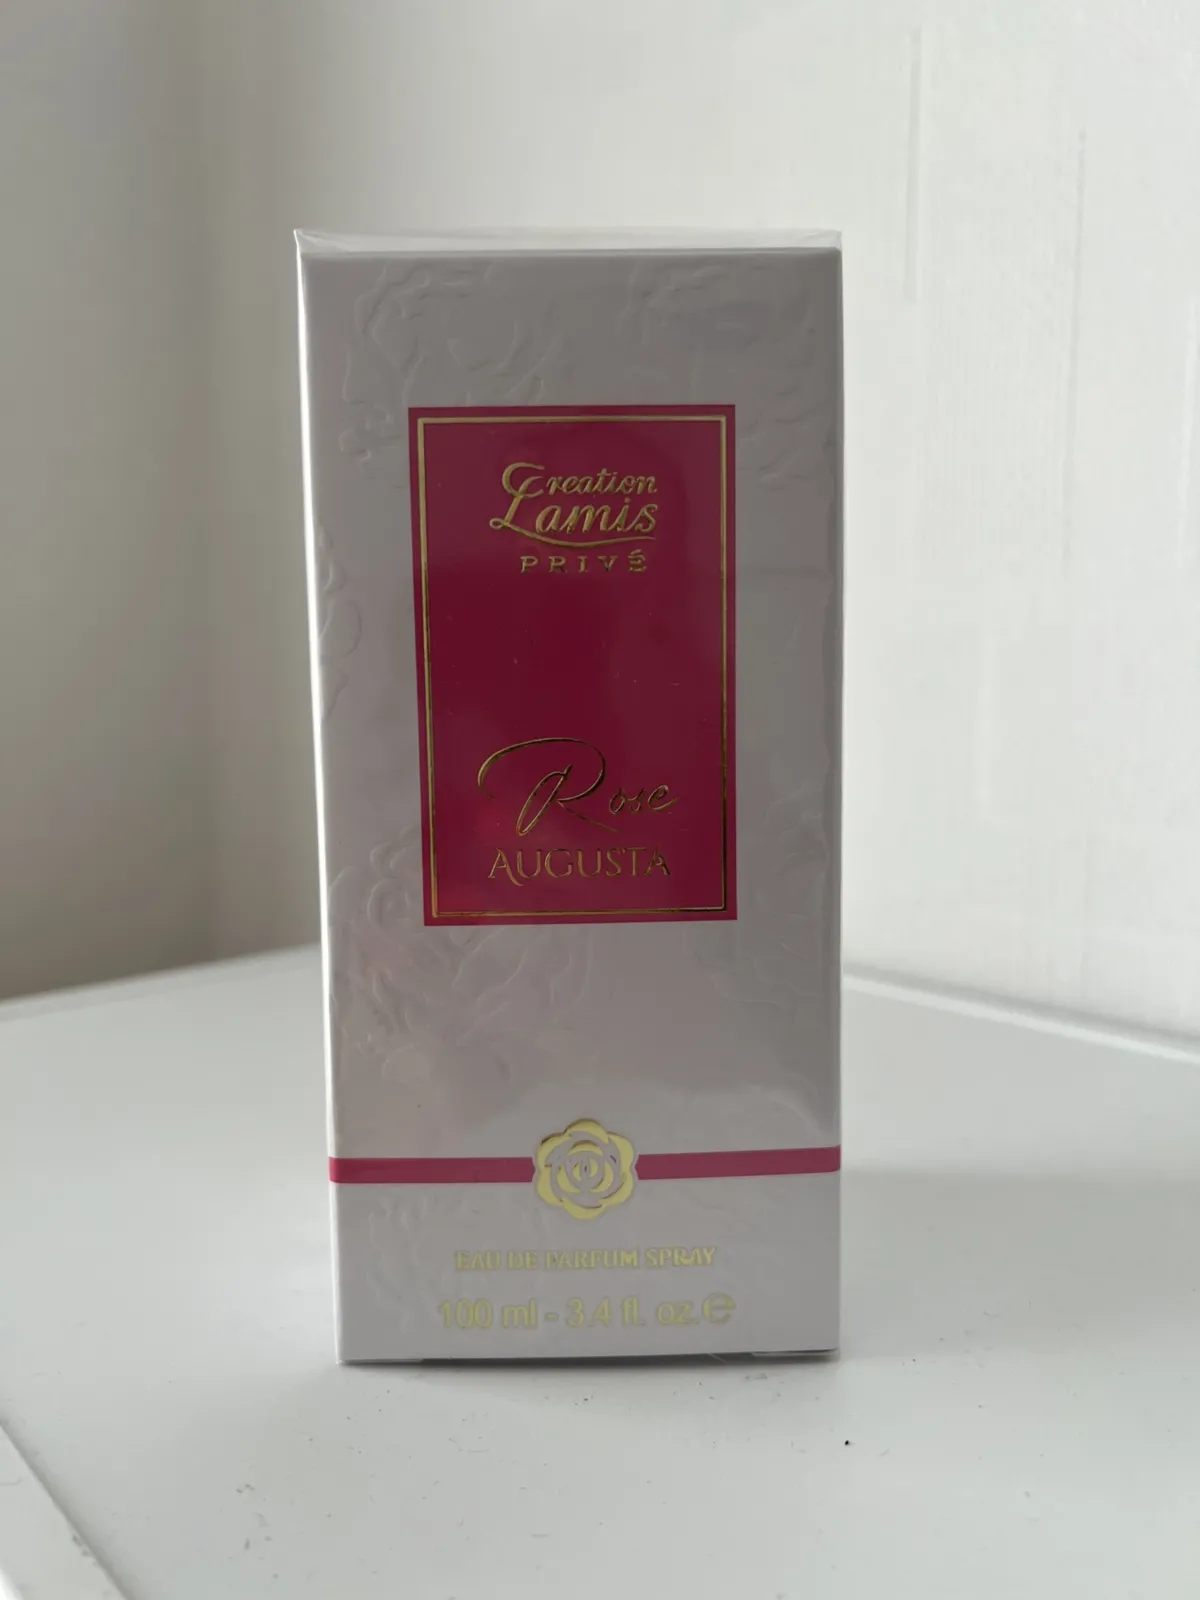 Creation
Lamis
PRIVÉ
Rose
AUGUSTA
EAU DE PARFUM SPRAY
100 ml - 3.4 fl. oz. ℮